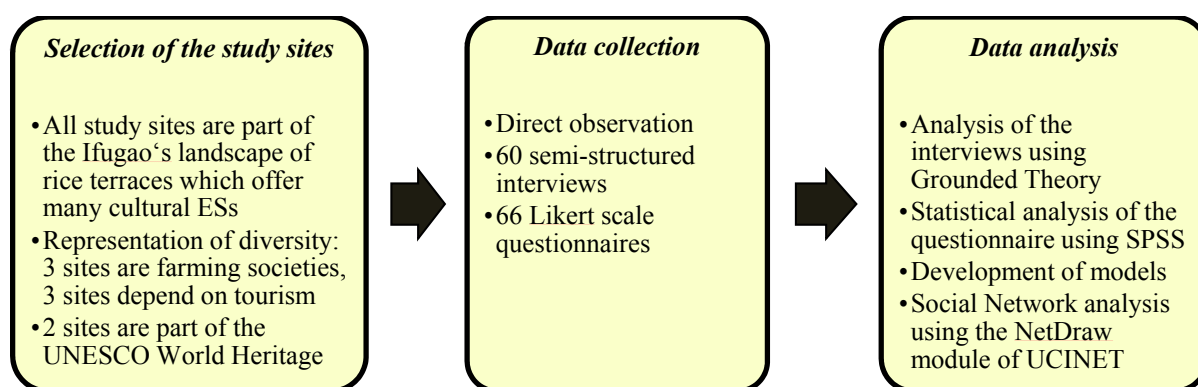 Selection of the study sites
•All study sites are part of
the Ifugao‘s landscape of
rice terraces which offer
many cultural ESs
•Representation of diversity:
3 sites are farming societies,
3 sites depend on tourism
•2 sites are part of the
UNESCO World Heritage
Data collection
•Direct observation
•60 semi-structured
interviews
•66 Likert scale
questionnaires
Data analysis
•Analysis of the
interviews using
Grounded Theory
•Statistical analysis of the
questionnaire using SPSS
•Development of models
•Social Network analysis
using the NetDraw
module of UCINET